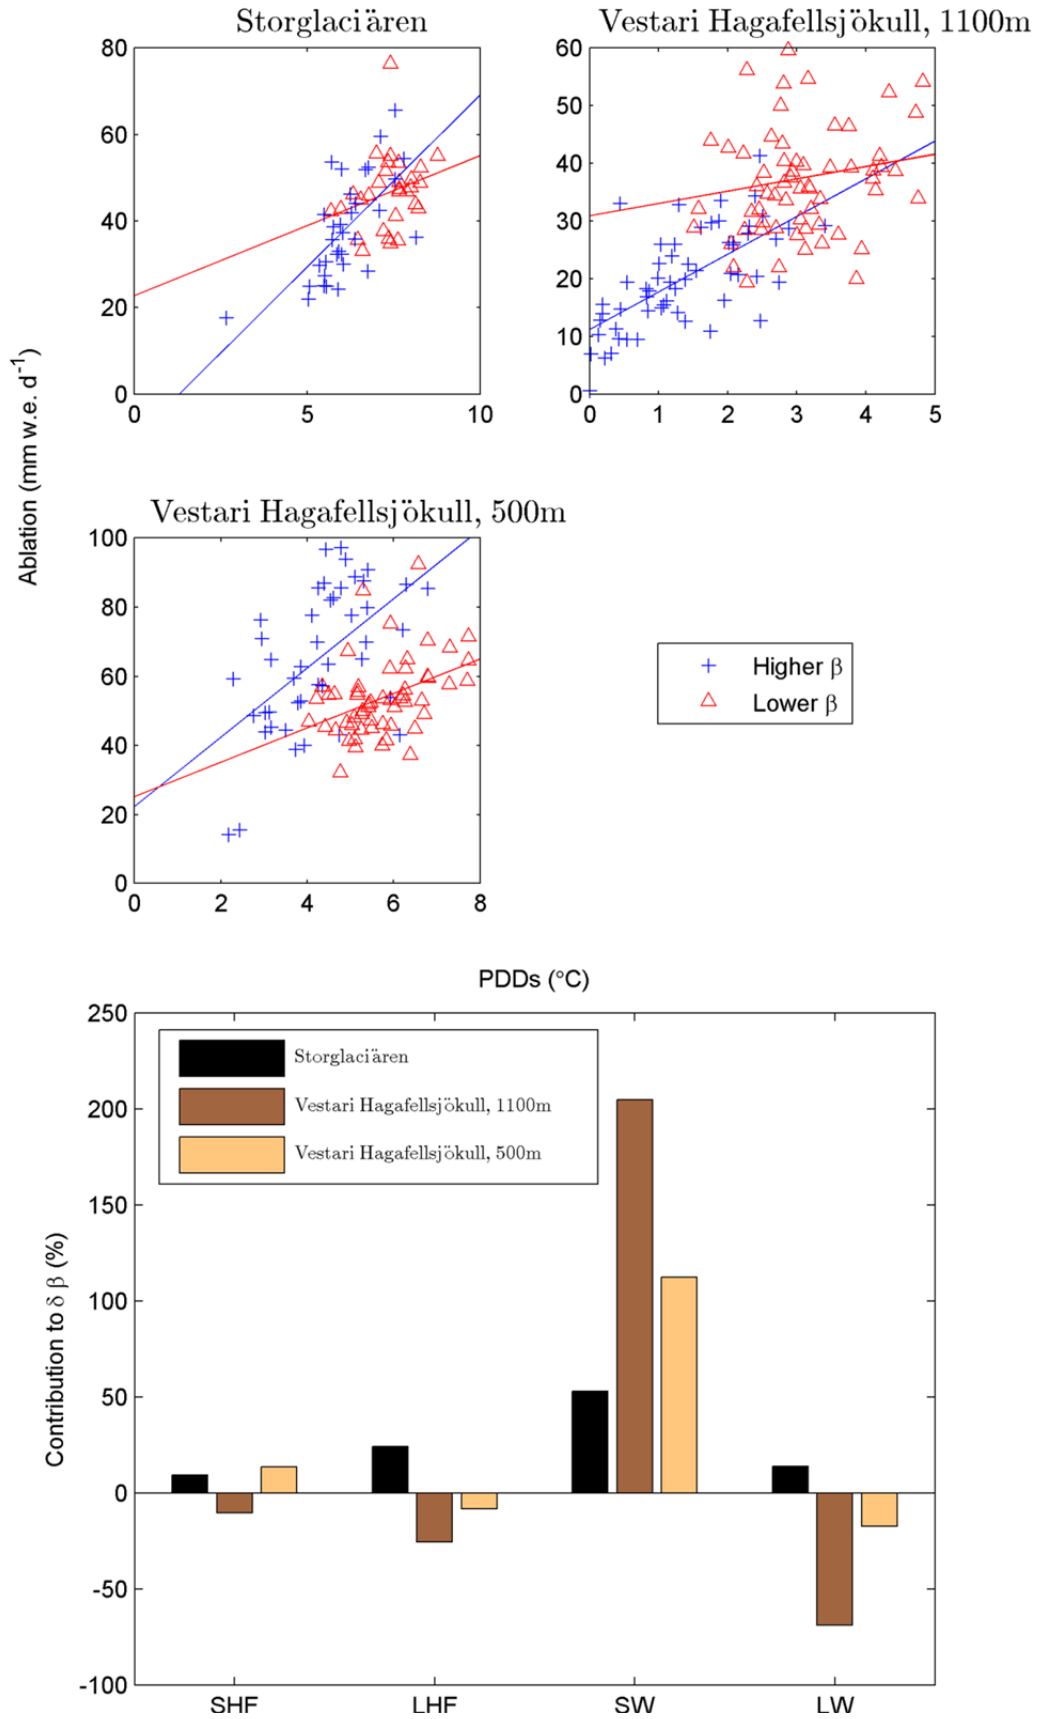 Storglaciären
Vestari Hagafellsjökull, 1100m
80
60
40
20
0
0 5 10
60
50
40
30
20
10
0
0 1 2 3 4 5
Ablation (mm w.e. d⁻¹)
Vestari Hagafellsjökull, 500m
100
80
60
40
20
0
0 2 4 6 8
Higher β
Lower β
PDDs (°C)
250
200
150
100
50
0
-50
-100
Contribution to δ β (%)
Storglaciären
Vestari Hagafellsjökull, 1100m
Vestari Hagafellsjökull, 500m
SHF LHF SW LW